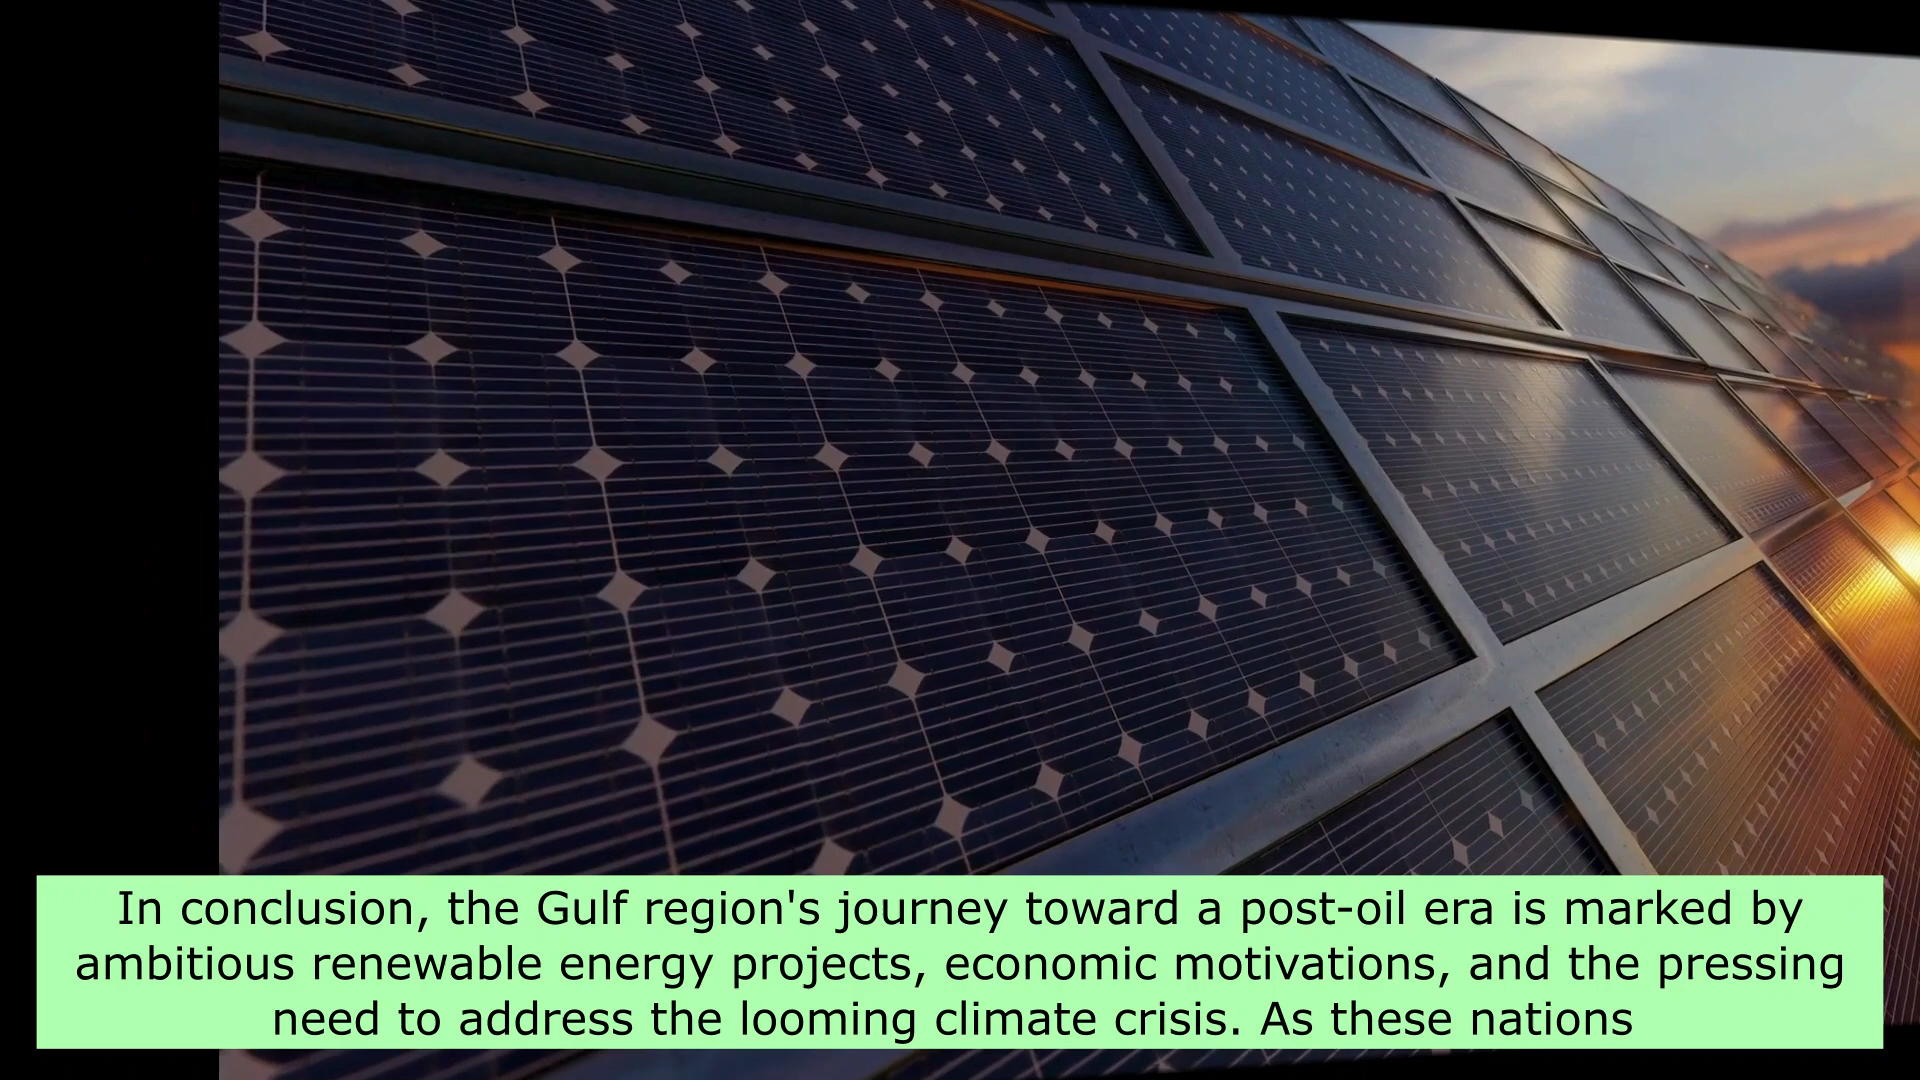 In conclusion, the Gulf region's journey toward a post-oil era is marked by
ambitious renewable energy projects, economic motivations, and the pressing
need to address the looming climate crisis. As these nations